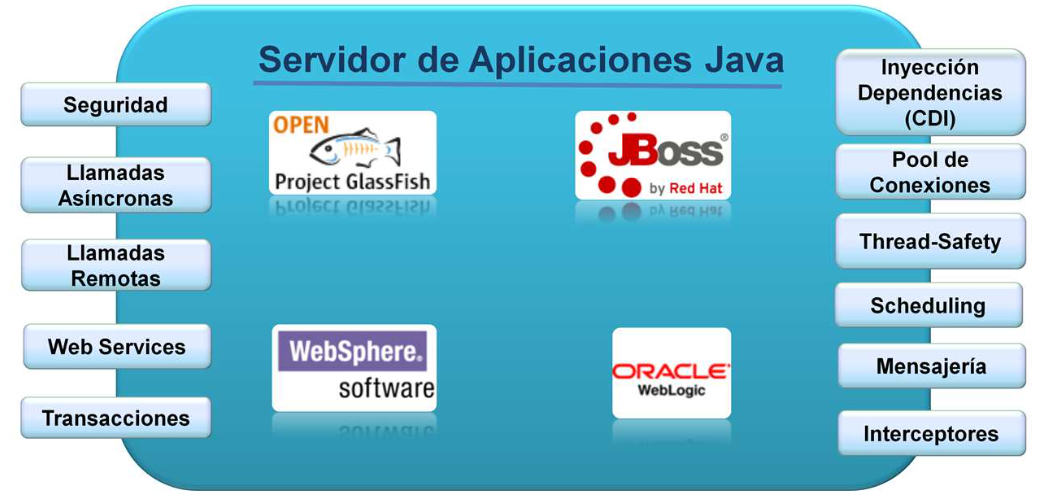 Servidor de Aplicaciones Java
Seguridad
Llamadas
Asíncronas
Llamadas
Remotas
Web Services
Transacciones
OPEN
Project GlassFish
JBoss®
by Red Hat
WebSphere.
software
ORACLE
WebLogic
Inyección
Dependencias
(CDI)
Pool de
Conexiones
Thread-Safety
Scheduling
Mensajería
Interceptores